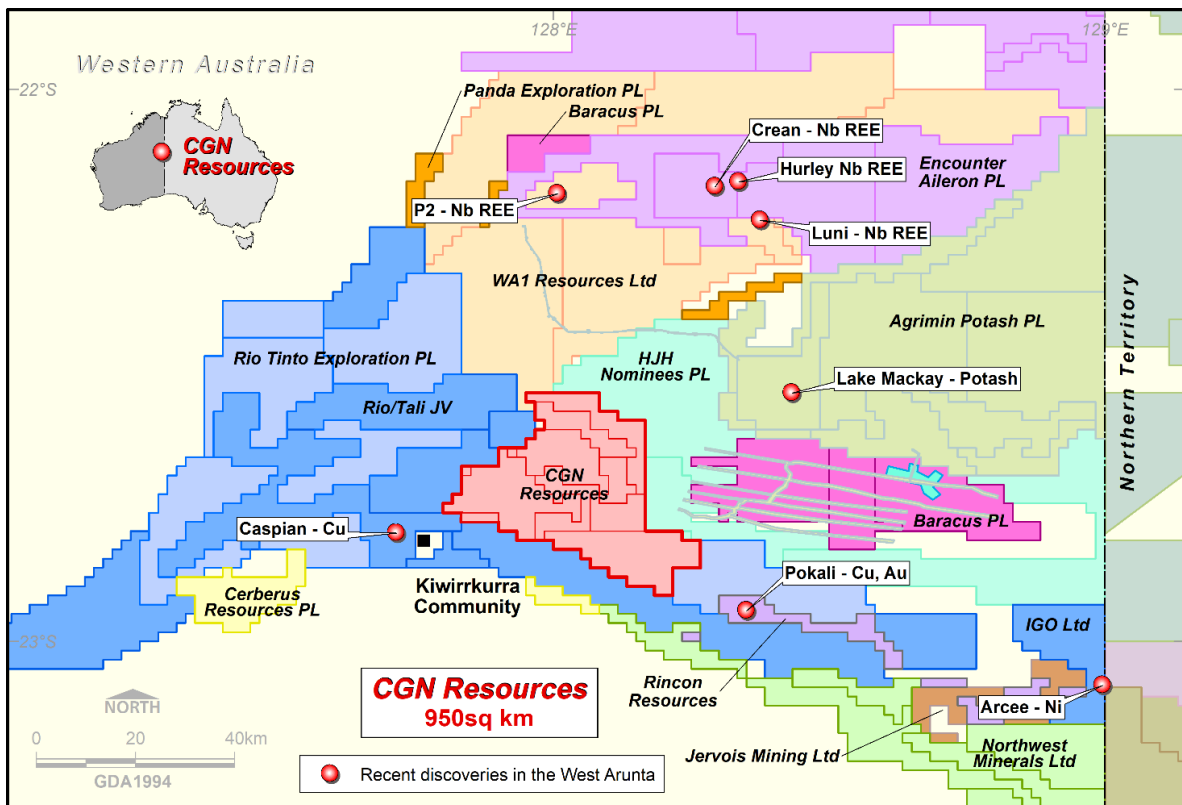 128°E
129°E
22°S
Western Australia
CGN
Resources
Panda Exploration PL
Baracus PL
Crean - Nb REE
Hurley Nb REE
Encounter
Aileron PL
P2 - Nb REE
Luni - Nb REE
WA1 Resources Ltd
Northern Territory
Agrimin Potash PL
Rio Tinto Exploration PL
HJH
Nominees PL
Lake Mackay - Potash
Rio/Tali JV
CGN
Resources
Baracus PL
Caspian - Cu
Pokali - Cu, Au
Kiwirrkurra
Community
Cerberus
Resources PL
23°S
IGO Ltd
CGN Resources
950sq km
Rincon
Resources
Arcee - Ni
NORTH
0 20 40km
GDA1994
Jervois Mining Ltd
Northwest
Minerals Ltd
Recent discoveries in the West Arunta